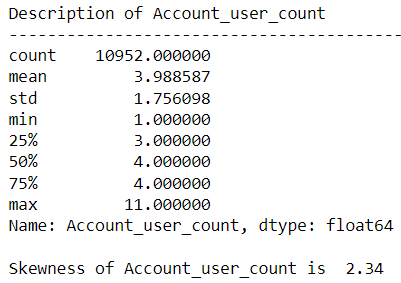 Description of Account_user_count
----------------------------------------
count    10952.000000
mean         3.988587
std          1.756098
min          1.000000
25%          3.000000
50%          4.000000
75%          4.000000
max         11.000000
Name: Account_user_count, dtype: float64
Skewness of Account_user_count is  2.34